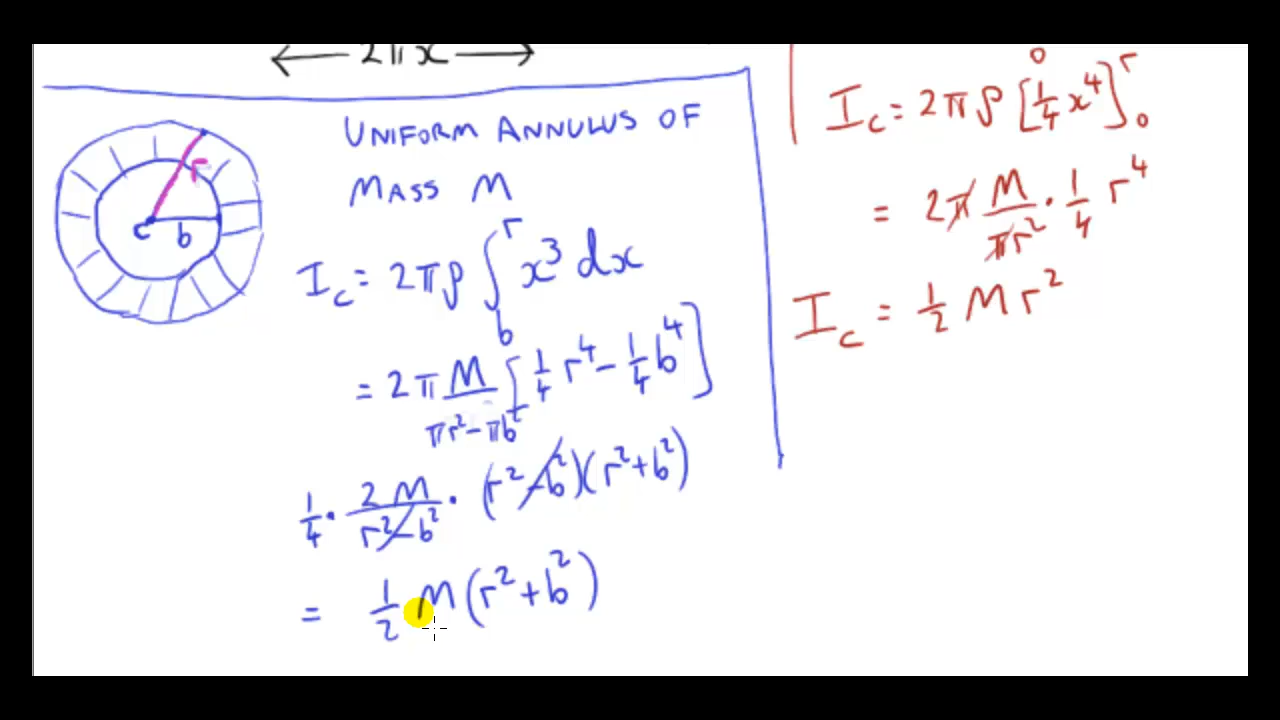 ← 2πx →
UNIFORM ANNULUS OF
MASS M
r
c
b
I_c = 2πρ ∫_b^r x³ dx
= 2π M/(πr² − πb²) [1/4 r⁴ − 1/4 b⁴]
1/4 · 2M/(r² − b²) · (r² − b²)(r² + b²)
= 1/2 M(r² + b²)
0
I_c = 2πρ [1/4 x⁴]_0^r
= 2π M/(πr²) · 1/4 r⁴
I_c = 1/2 M r²